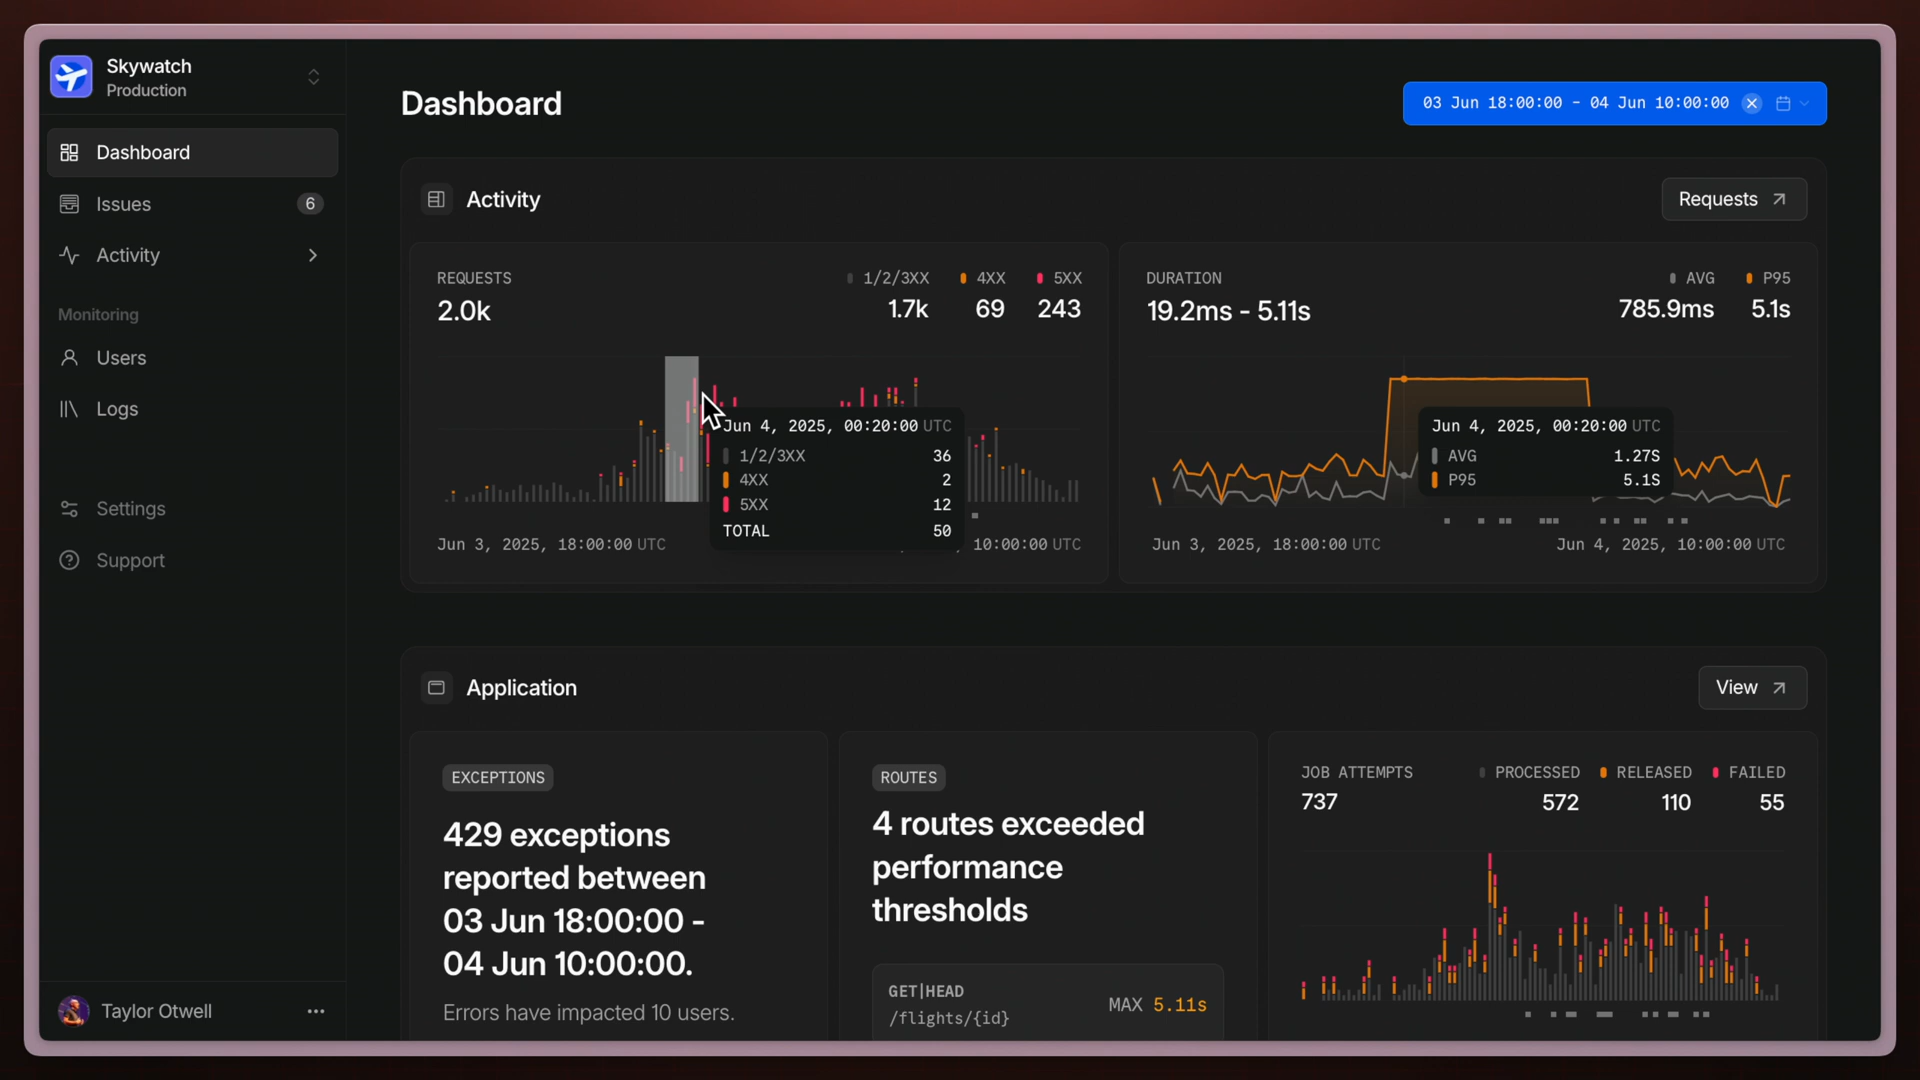 Skywatch
Production
Dashboard
Issues
6
Activity
Monitoring
Users
Logs
Settings
Support
Taylor Otwell
Dashboard
03 Jun 18:00:00 - 04 Jun 10:00:00
Activity
Requests
REQUESTS
2.0k
1/2/3XX
1.7k
4XX
69
5XX
243
Jun 4, 2025, 00:20:00 UTC
1/2/3XX 36
4XX 2
5XX 12
TOTAL 50
Jun 3, 2025, 18:00:00 UTC
10:00:00 UTC
DURATION
19.2ms - 5.11s
AVG
785.9ms
P95
5.1s
Jun 4, 2025, 00:20:00 UTC
AVG 1.27S
P95 5.1S
Jun 3, 2025, 18:00:00 UTC
Jun 4, 2025, 10:00:00 UTC
Application
View
EXCEPTIONS
429 exceptions
reported between
03 Jun 18:00:00 -
04 Jun 10:00:00.
Errors have impacted 10 users.
ROUTES
4 routes exceeded
performance
thresholds
GET|HEAD
/flights/{id}
MAX 5.11s
JOB ATTEMPTS
737
PROCESSED
572
RELEASED
110
FAILED
55